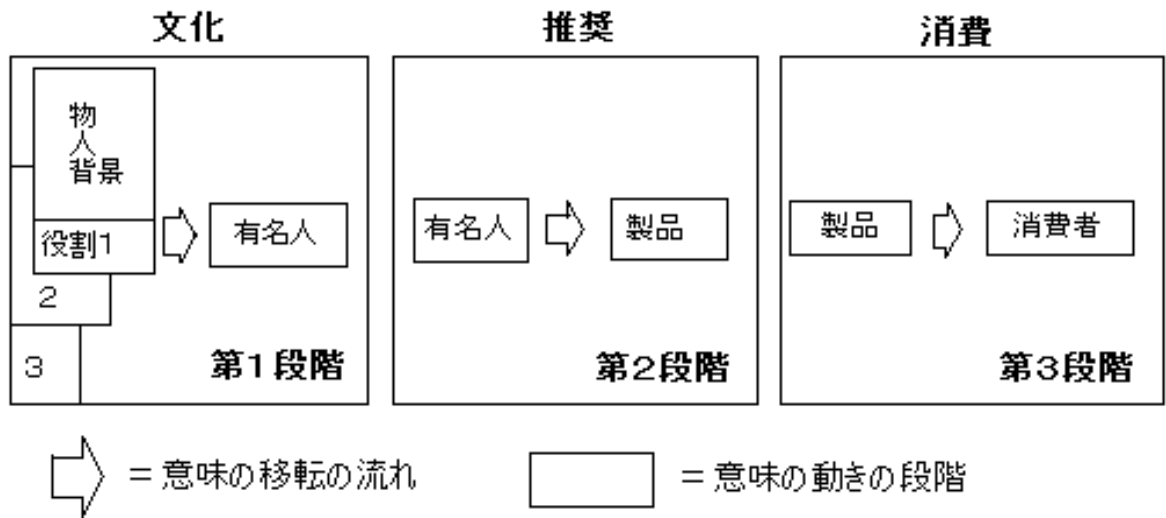 文化
推奨
消費
物
人
背景
役割1
2
3
有名人
第1段階
有名人
製品
第2段階
製品
消費者
第3段階
= 意味の移転の流れ
= 意味の動きの段階